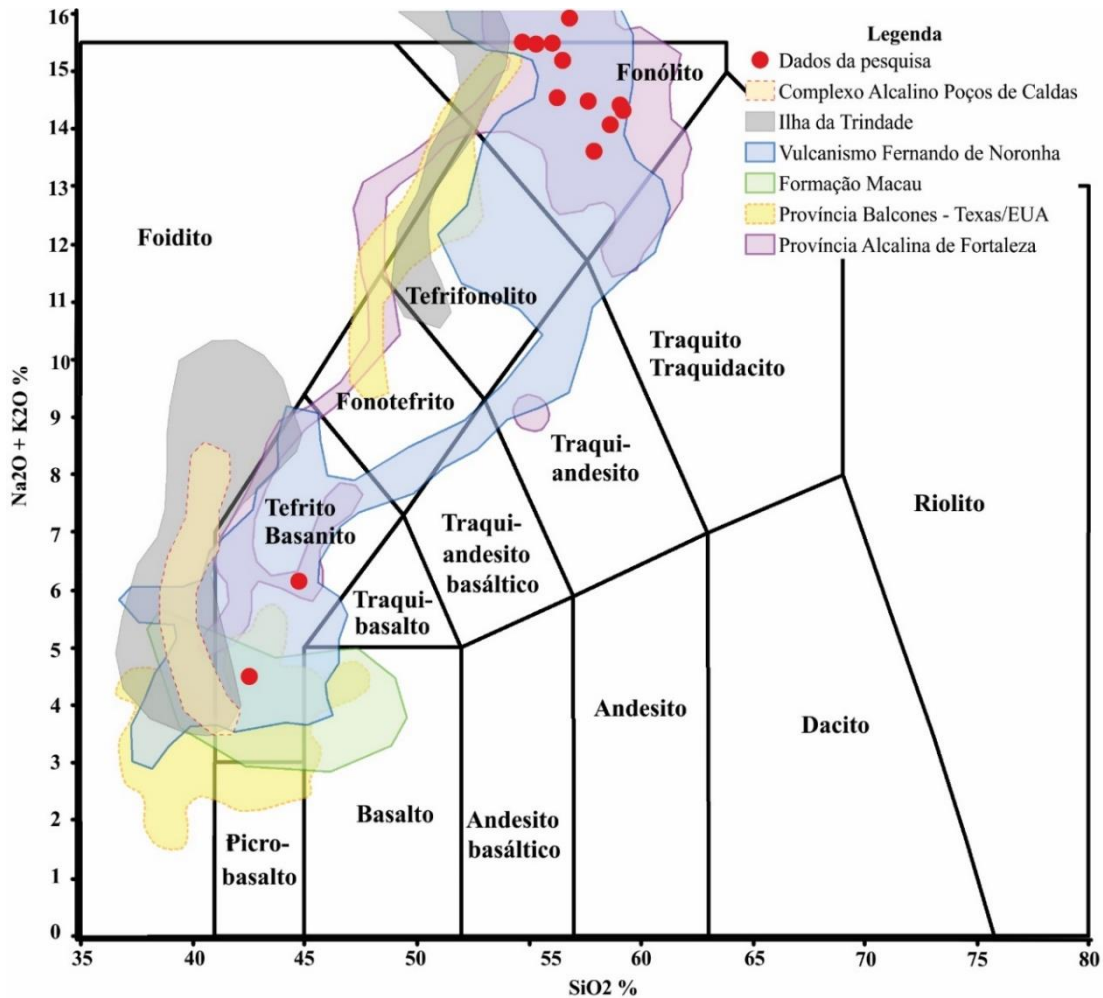 Legenda
Dados da pesquisa
Complexo Alcalino Poços de Caldas
Ilha da Trindade
Vulcanismo Fernando de Noronha
Formação Macau
Província Balcones - Texas/EUA
Província Alcalina de Fortaleza
Fonólito
Foidito
Tefrifonolito
Traquito
Traquidacito
Fonotefrito
Traqui-
andesito
Tefrito
Basanito
Traqui-
andesito
basáltico
Riolito
Traqui-
basalto
Andesito
Dacito
Basalto
Andesito
basáltico
Picro-
basalto
Na2O + K2O %
16
15
14
13
12
11
10
9
8
7
6
5
4
3
2
1
0
35
40
45
50
55
60
65
70
75
80
SiO2 %